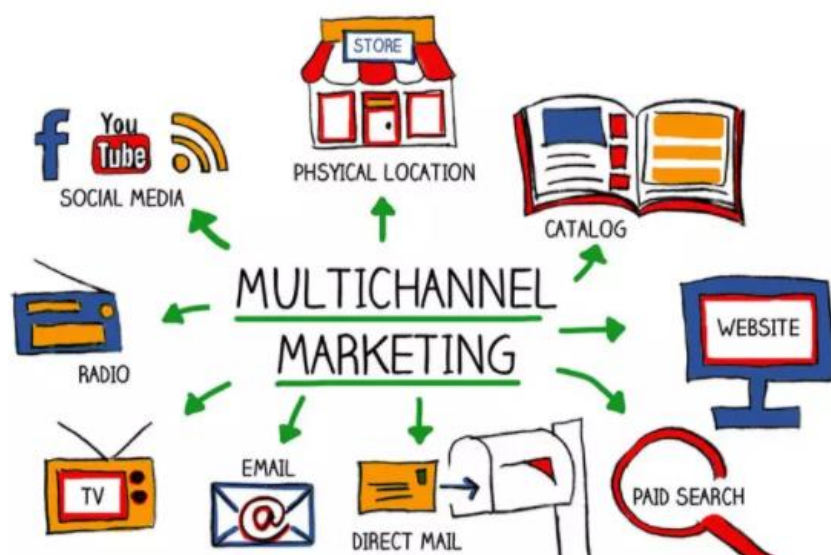 STORE
You
Tube
PHSYICAL LOCATION
SOCIAL MEDIA
CATALOG
MULTICHANNEL
MARKETING
WEBSITE
RADIO
TV
EMAIL
@
DIRECT MAIL
PAID SEARCH